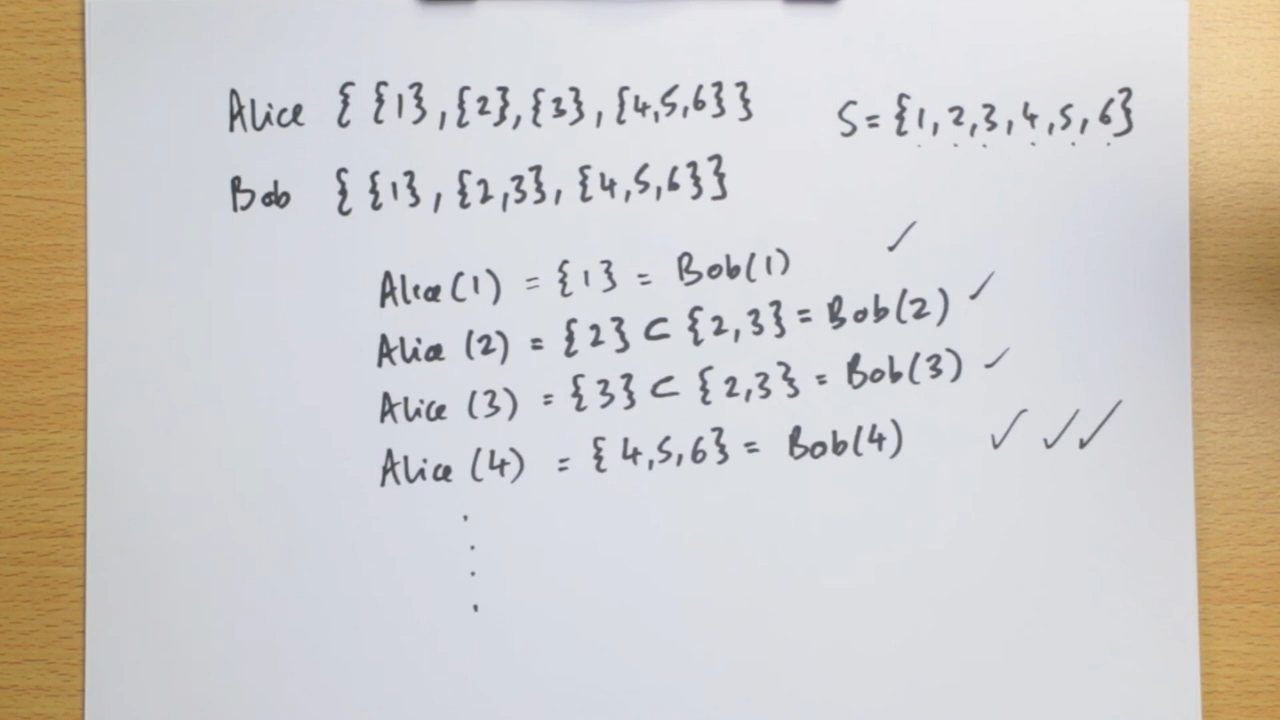 Alice { {1}, {2}, {3}, {4,5,6} } S = {1, 2, 3, 4, 5, 6}
Bob { {1}, {2,3}, {4,5,6} }
Alice (1) = {1} = Bob(1) ✓
Alice (2) = {2} ⊂ {2,3} = Bob(2) ✓
Alice (3) = {3} ⊂ {2,3} = Bob(3) ✓
Alice (4) = {4,5,6} = Bob(4) ✓ ✓✓
.
.
.
.